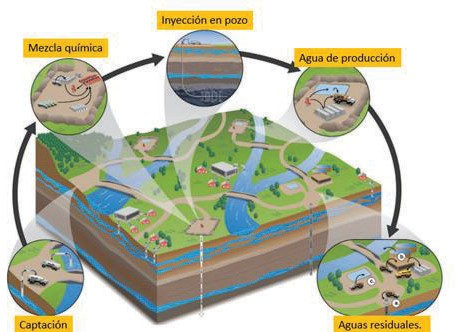 Inyección en pozo
Mezcla química
Agua de producción
Captación
Aguas residuales.
C